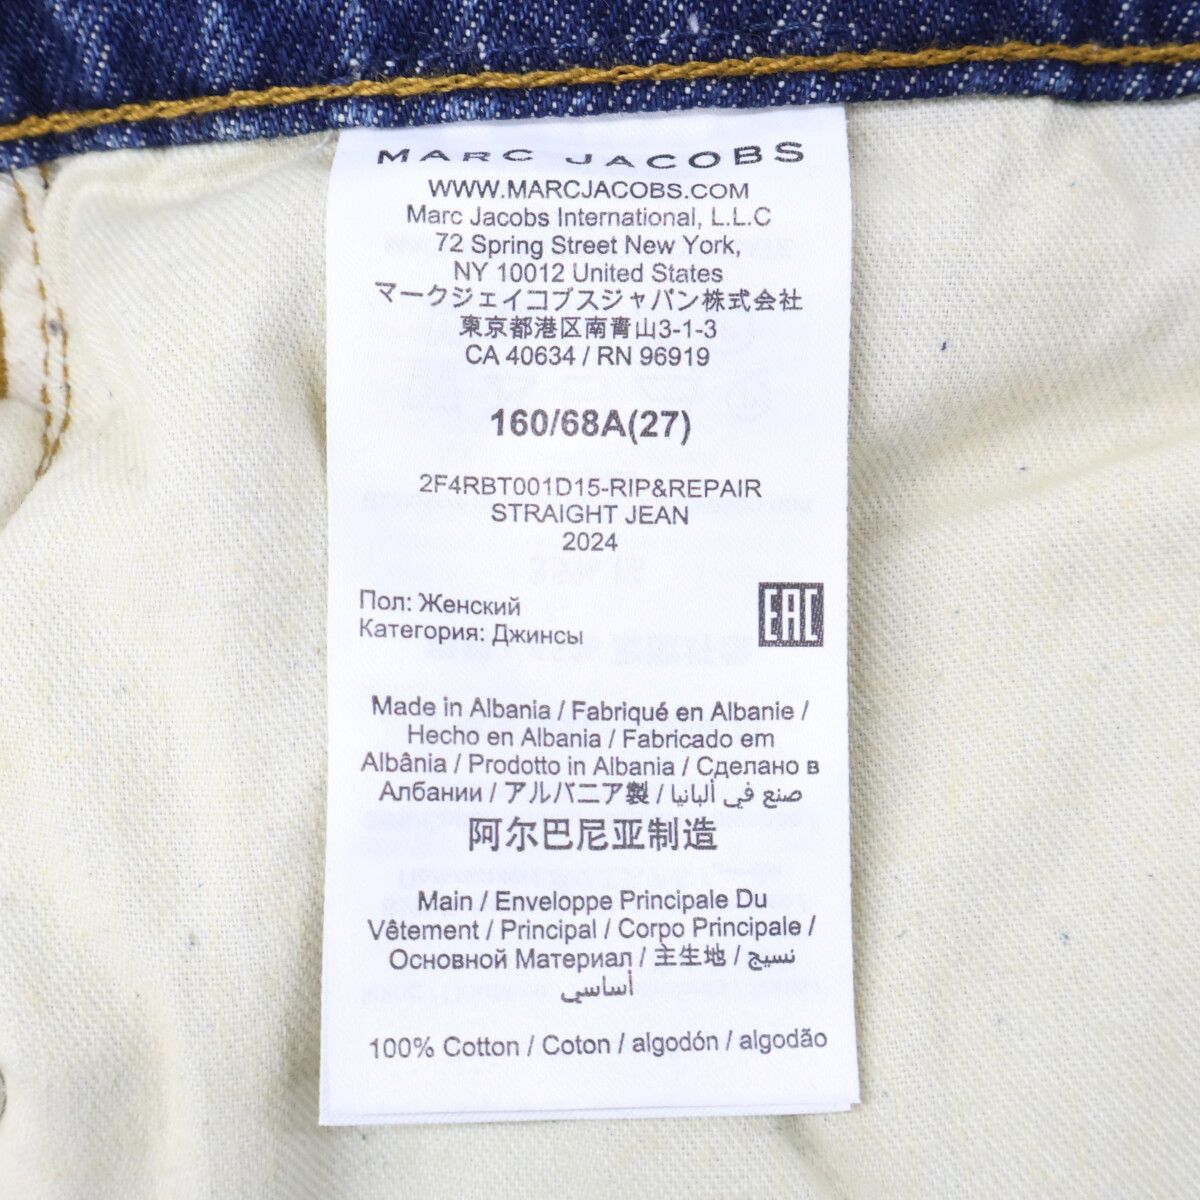 MARC JACOBS
WWW.MARCJACOBS.COM
Marc Jacobs International, L.L.C
72 Spring Street New York,
NY 10012 United States
マークジェイコブスジャパン株式会社
東京都港区南青山3-1-3
CA 40634 / RN 96919
160/68A(27)
2F4RBT001D15-RIP&REPAIR
STRAIGHT JEAN
2024
Пол: Женский
Категория: Джинсы
EAC
Made in Albania / Fabriqué en Albanie /
Hecho en Albania / Fabricado em
Albânia / Prodotto in Albania / Сделано в
Албании / アルバニア製 / صنع في ألبانيا
阿尔巴尼亚制造
Main / Enveloppe Principale Du
Vêtement / Principal / Corpo Principale /
Основной Материал / 主生地 / نسيج
أساسي
100% Cotton / Coton / algodón / algodão